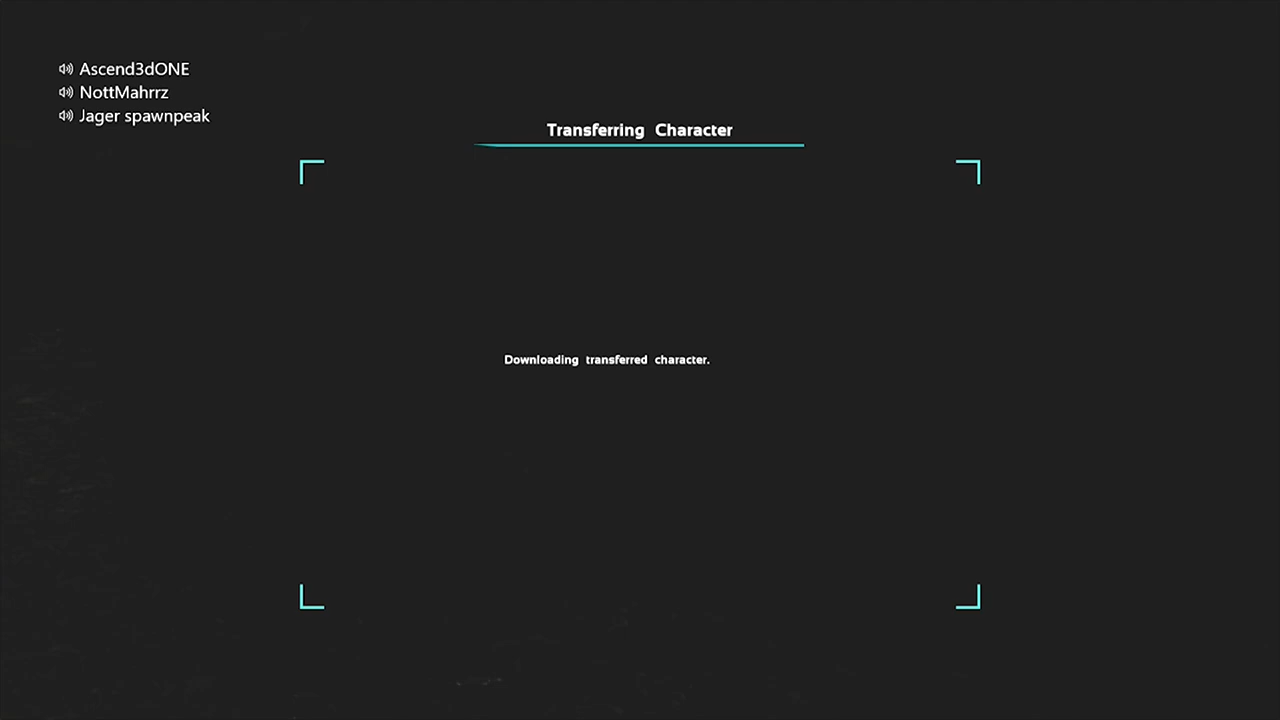 Ascend3dONE
NottMahrrz
Jager spawnpeak
Transferring Character
Downloading transferred character.